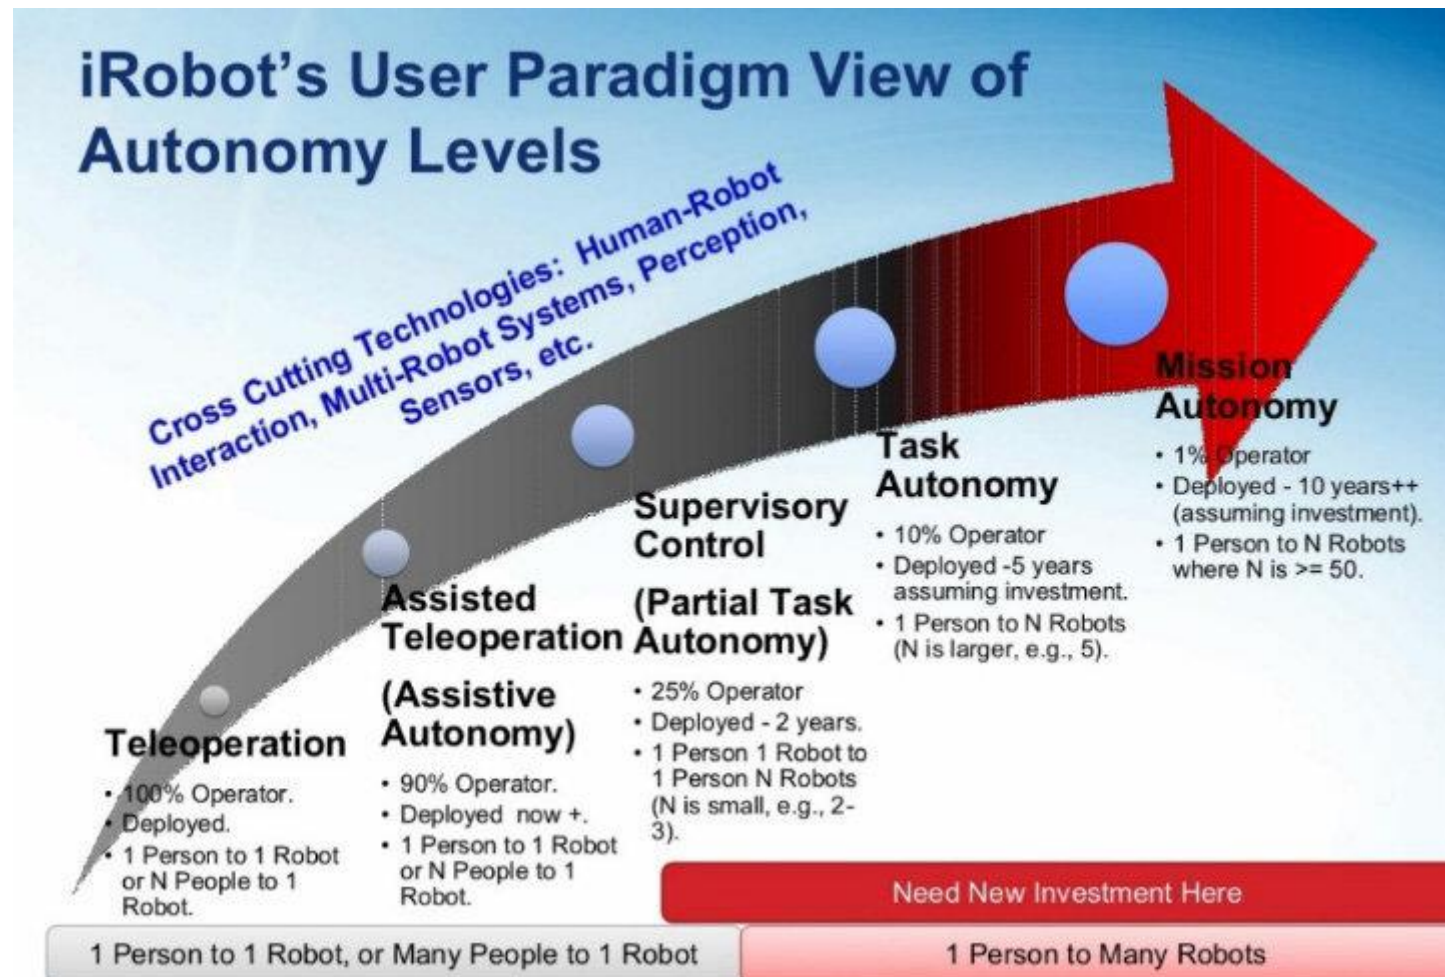 iRobot's User Paradigm View of
Autonomy Levels
Cross Cutting Technologies: Human-Robot
Interaction, Multi-Robot Systems, Perception,
Sensors, etc.
Teleoperation
• 100% Operator.
• Deployed.
• 1 Person to 1 Robot
or N People to 1
Robot.
Assisted
Teleoperation
(Assistive
Autonomy)
• 90% Operator.
• Deployed now +.
• 1 Person to 1 Robot
or N People to 1
Robot.
Supervisory
Control
(Partial Task
Autonomy)
• 25% Operator
• Deployed - 2 years.
• 1 Person 1 Robot to
1 Person N Robots
(N is small, e.g., 2-
3).
Task
Autonomy
• 10% Operator
• Deployed -5 years
assuming investment.
• 1 Person to N Robots
(N is larger, e.g., 5).
Mission
Autonomy
• 1% Operator
• Deployed - 10 years++
(assuming investment).
• 1 Person to N Robots
where N is >= 50.
Need New Investment Here
1 Person to 1 Robot, or Many People to 1 Robot
1 Person to Many Robots